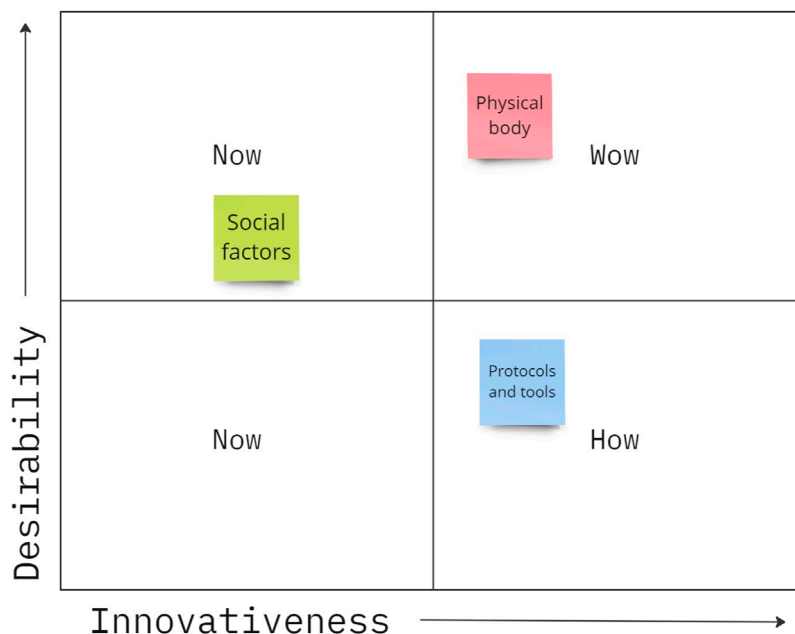 Physical
body
Now
Wow
Social
factors
Protocols
and tools
Now
How
Desirability
Innovativeness